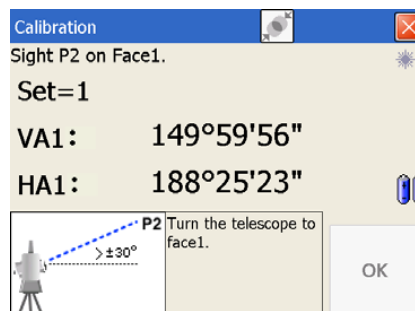 Calibration
Sight P2 on Face1.
Set=1
VA1: 149°59'56"
HA1: 188°25'23"
P2
±30°
Turn the telescope to
face1.
OK